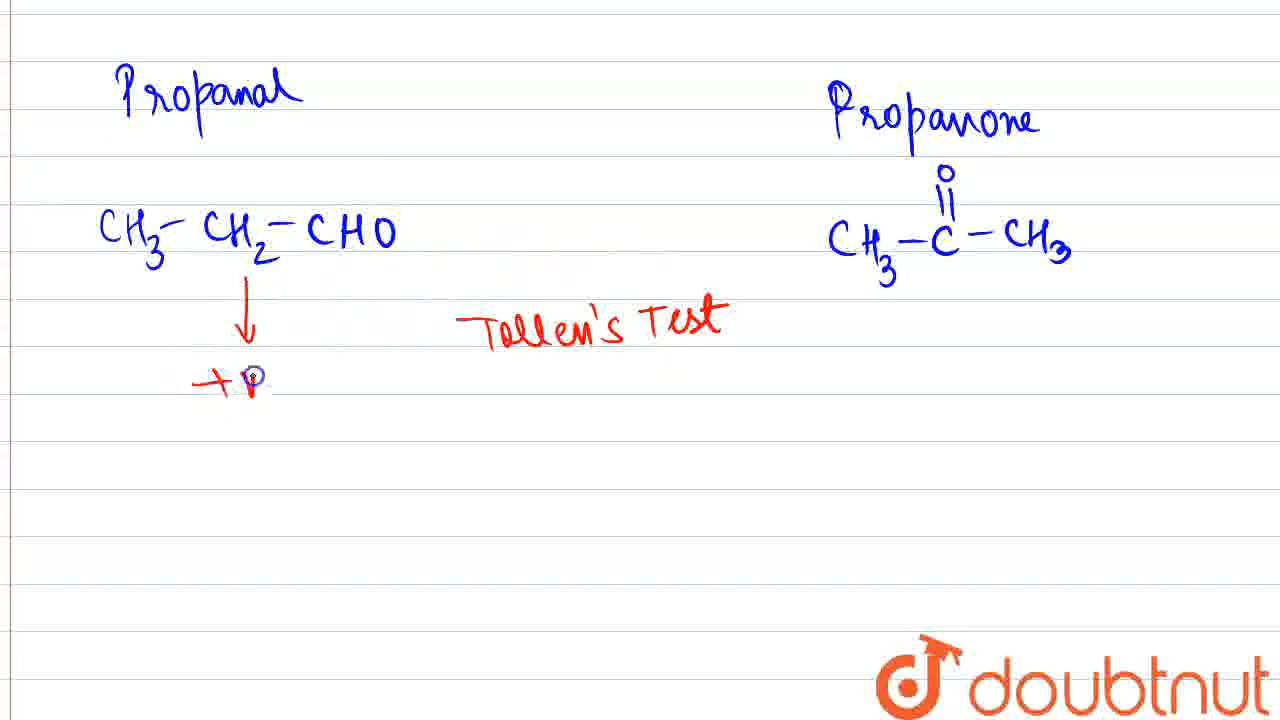 Propanal
Propanone
O
||
CH3 - CH2 - CHO
CH3 - C - CH3
Tollen's Test
+v
doubtnut